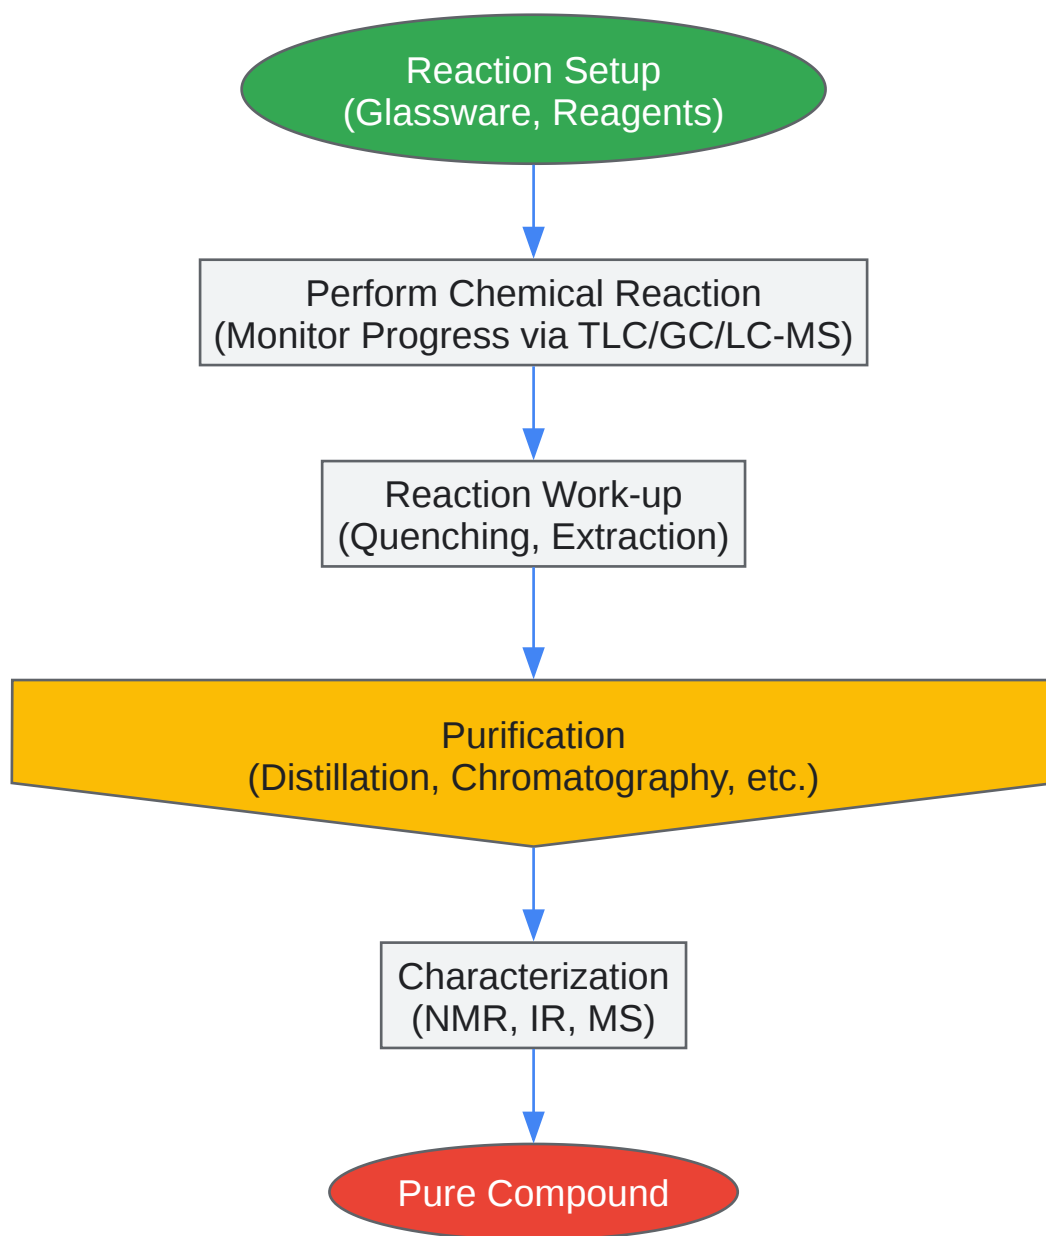 Reaction Setup
(Glassware, Reagents)
Perform Chemical Reaction
(Monitor Progress via TLC/GC/LC-MS)
Reaction Work-up
(Quenching, Extraction)
Purification
(Distillation, Chromatography, etc.)
Characterization
(NMR, IR, MS)
Pure Compound